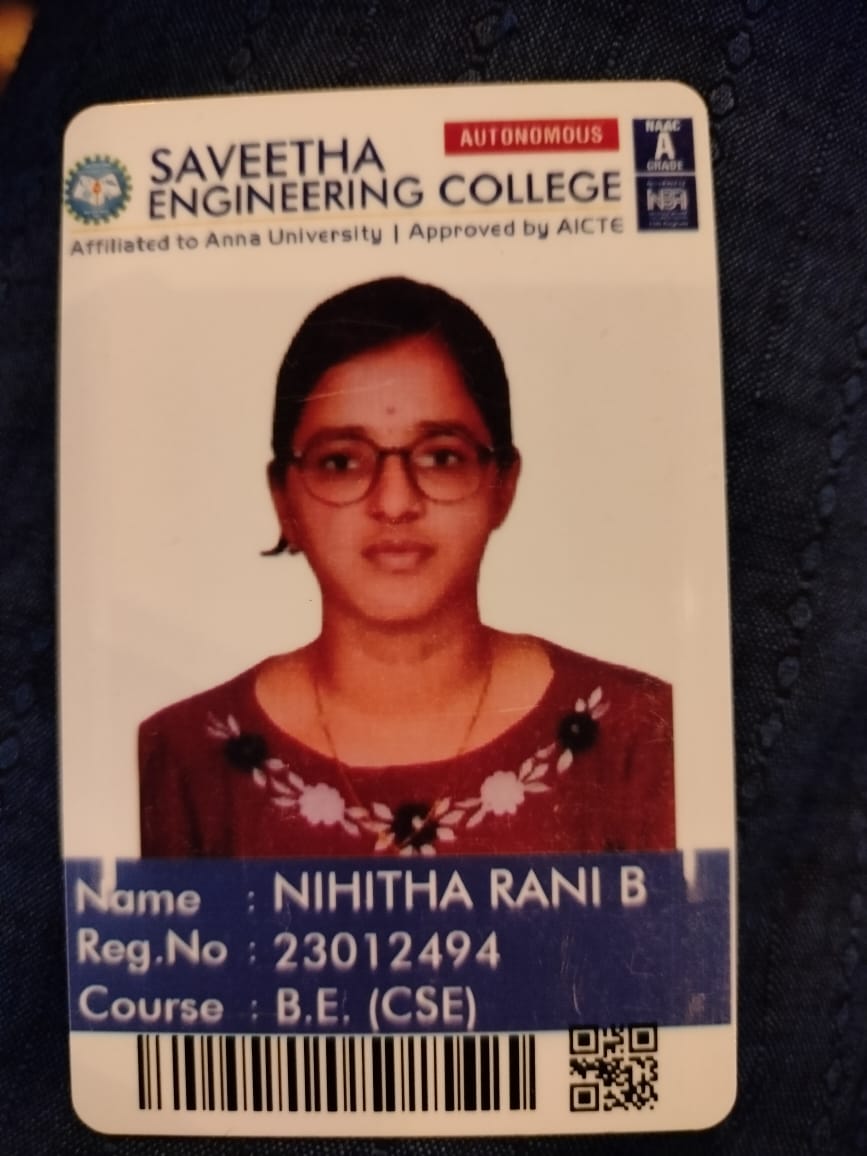 AUTONOMOUS
NAAC
A
GRADE
SAVEETHA
ENGINEERING COLLEGE
NBA
Affiliated to Anna University | Approved by AICTE
Name : NIHITHA RANI B
Reg.No : 23012494
Course : B.E. (CSE)